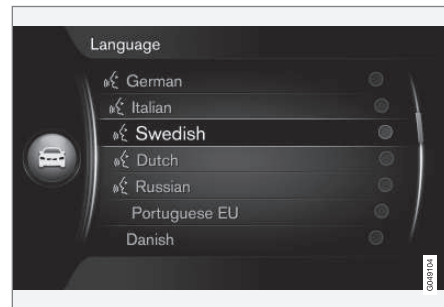 Language
German
Italian
Swedish
Dutch
Russian
Portuguese EU
Danish
G049104